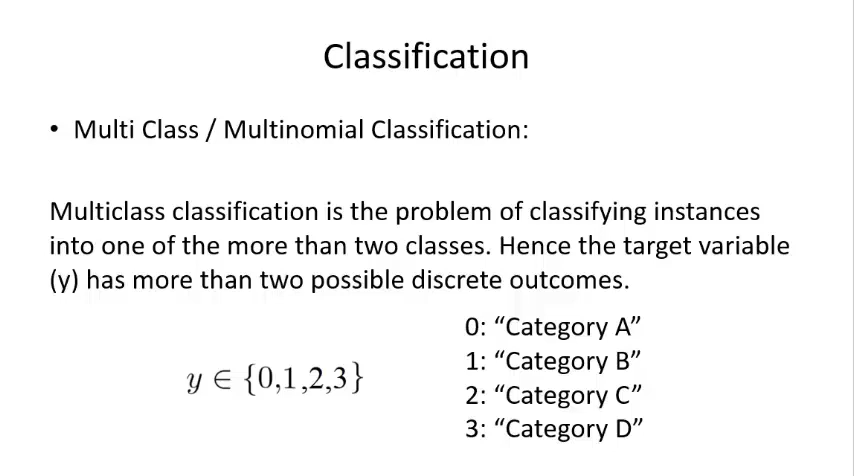 Classification
• Multi Class / Multinomial Classification:
Multiclass classification is the problem of classifying instances
into one of the more than two classes. Hence the target variable
(y) has more than two possible discrete outcomes.
y ∈ {0,1,2,3}
0: “Category A”
1: “Category B”
2: “Category C”
3: “Category D”